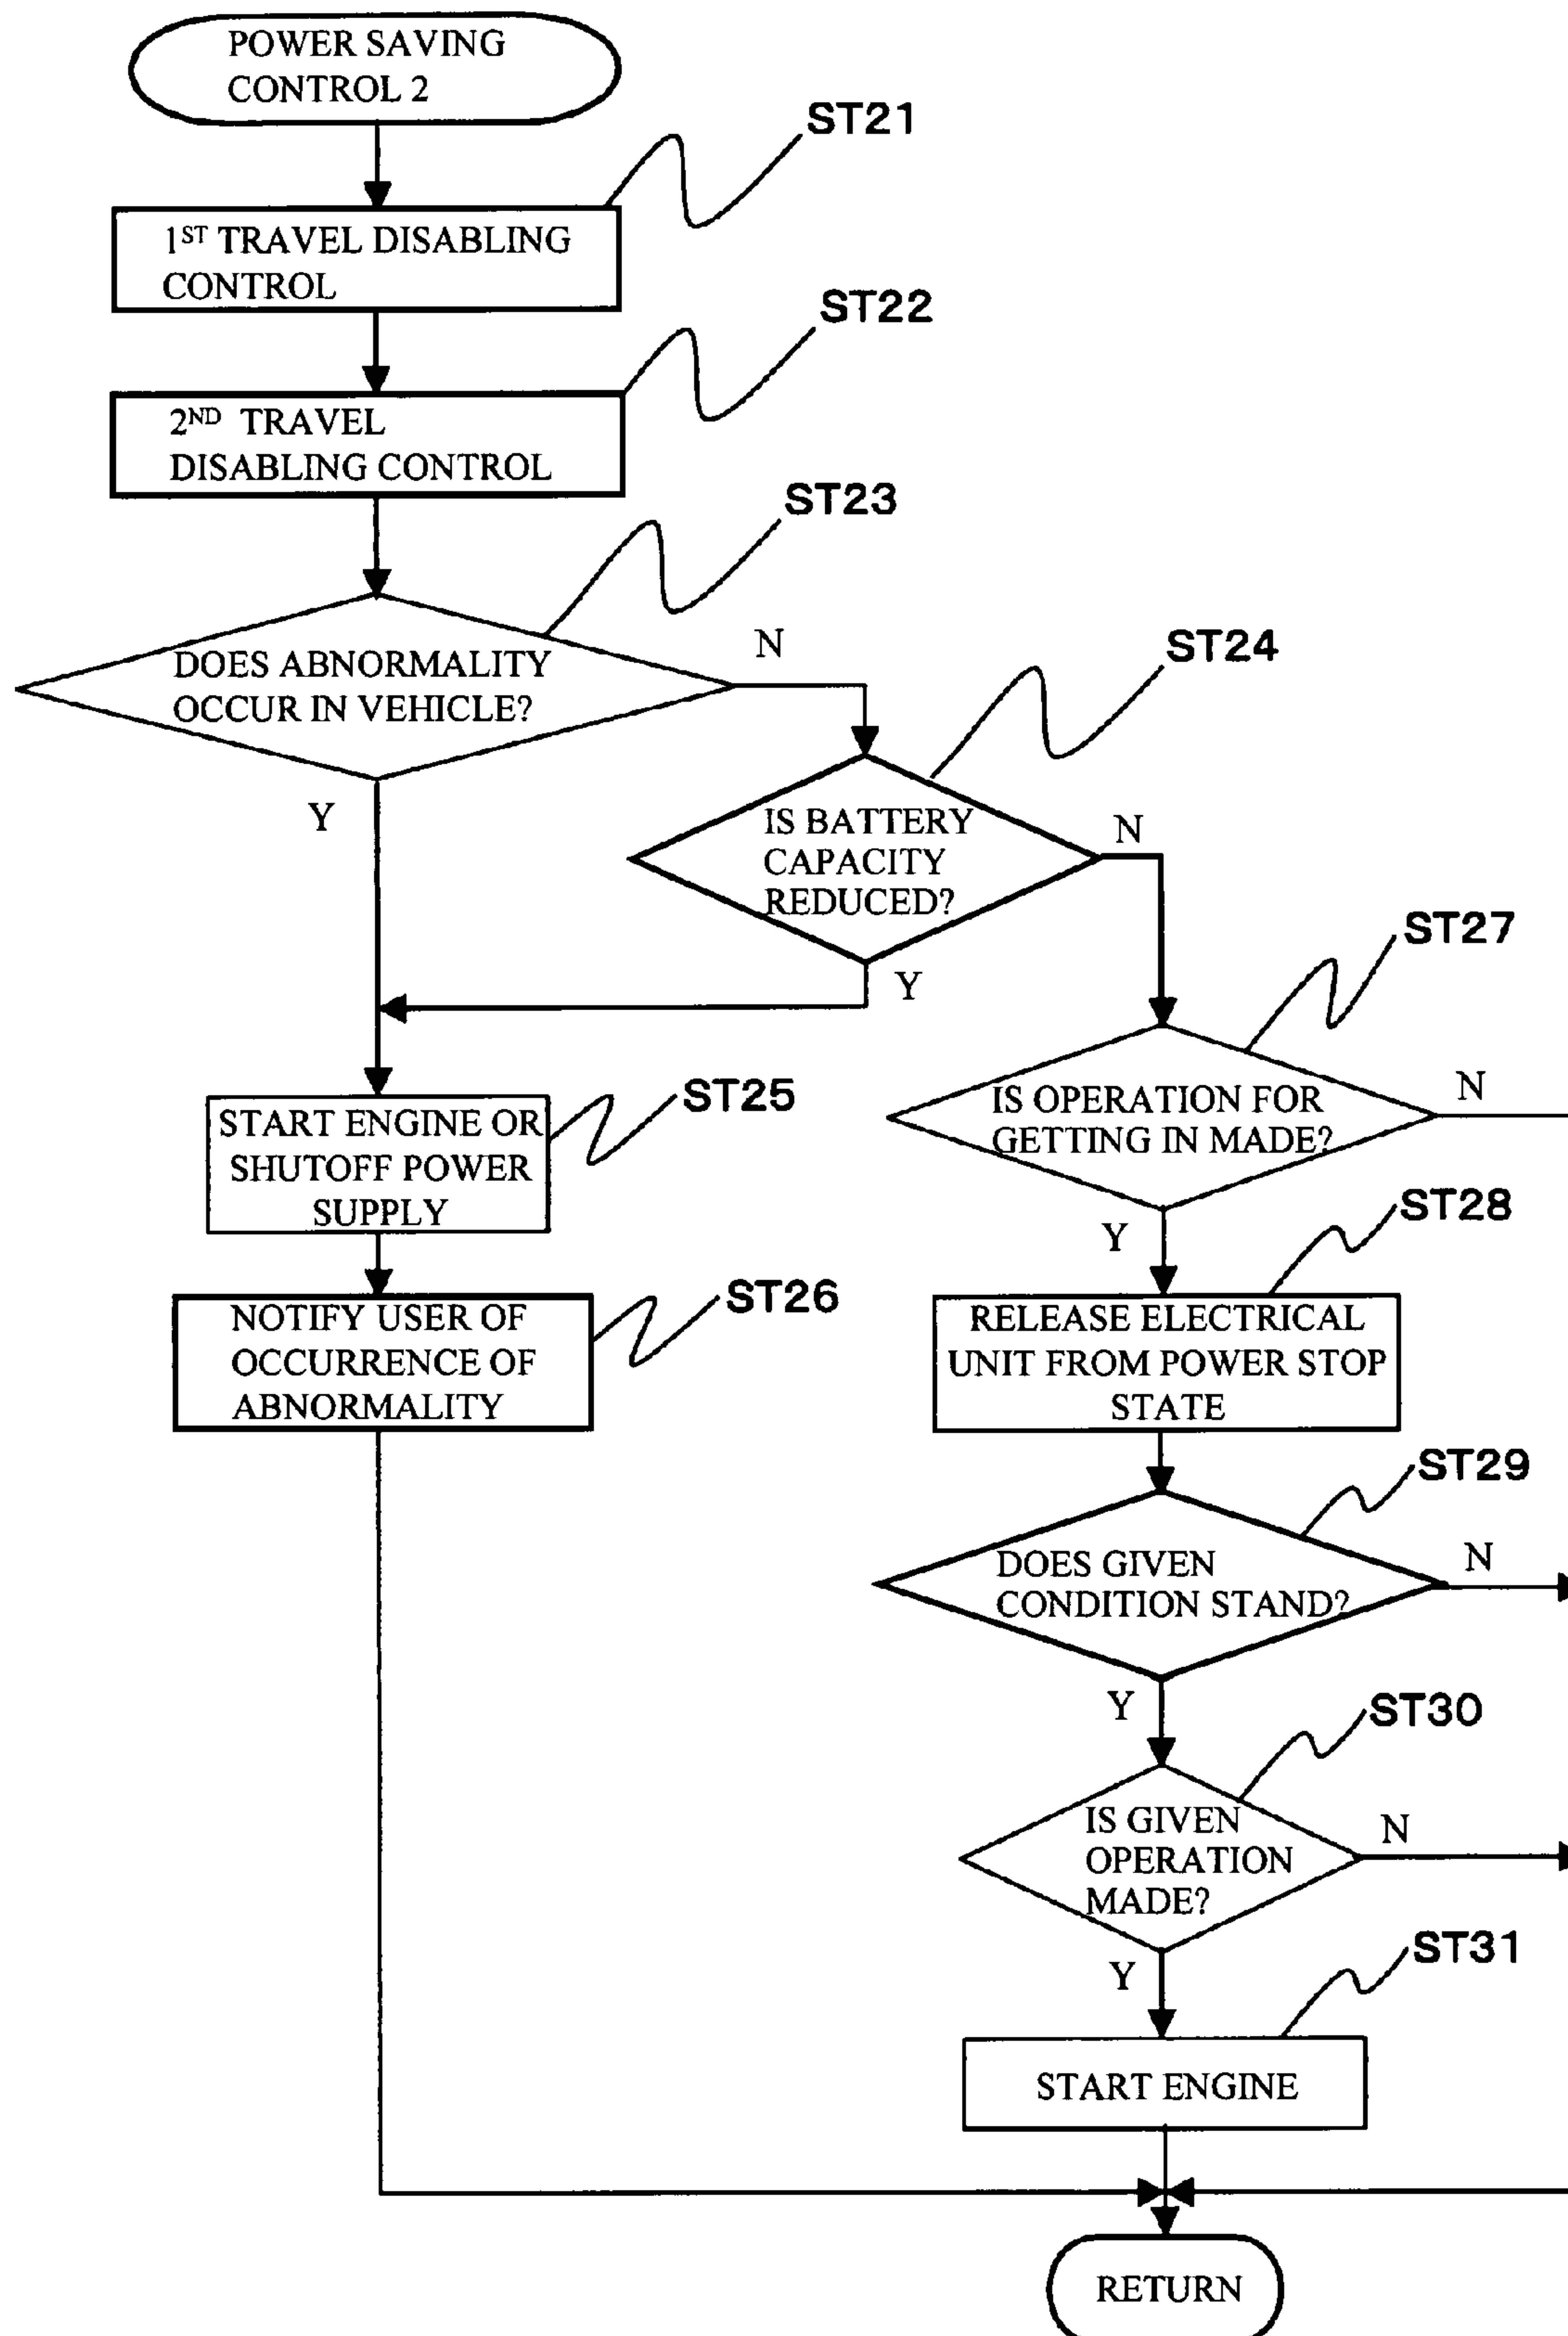 POWER SAVING
CONTROL 2
ST21
1ST TRAVEL DISABLING
CONTROL
ST22
2ND TRAVEL
DISABLING CONTROL
ST23
DOES ABNORMALITY
OCCUR IN VEHICLE?
N
Y
ST24
IS BATTERY
CAPACITY
REDUCED?
N
Y
ST25
START ENGINE OR
SHUTOFF POWER
SUPPLY
ST26
NOTIFY USER OF
OCCURRENCE OF
ABNORMALITY
ST27
IS OPERATION FOR
GETTING IN MADE?
N
Y
ST28
RELEASE ELECTRICAL
UNIT FROM POWER STOP
STATE
ST29
DOES GIVEN
CONDITION STAND?
N
Y
ST30
IS GIVEN
OPERATION
MADE?
N
Y
ST31
START ENGINE
RETURN